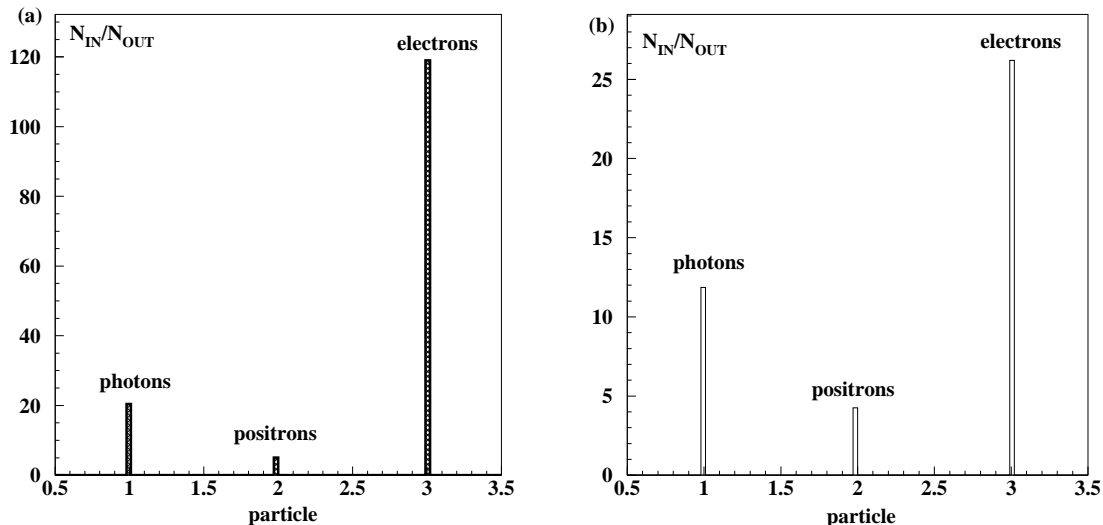 (a)
N_IN/N_OUT
electrons
photons
positrons
120
100
80
60
40
20
0
0.5 1 1.5 2 2.5 3 3.5
particle
(b)
N_IN/N_OUT
electrons
photons
positrons
25
20
15
10
5
0
0.5 1 1.5 2 2.5 3 3.5
particle